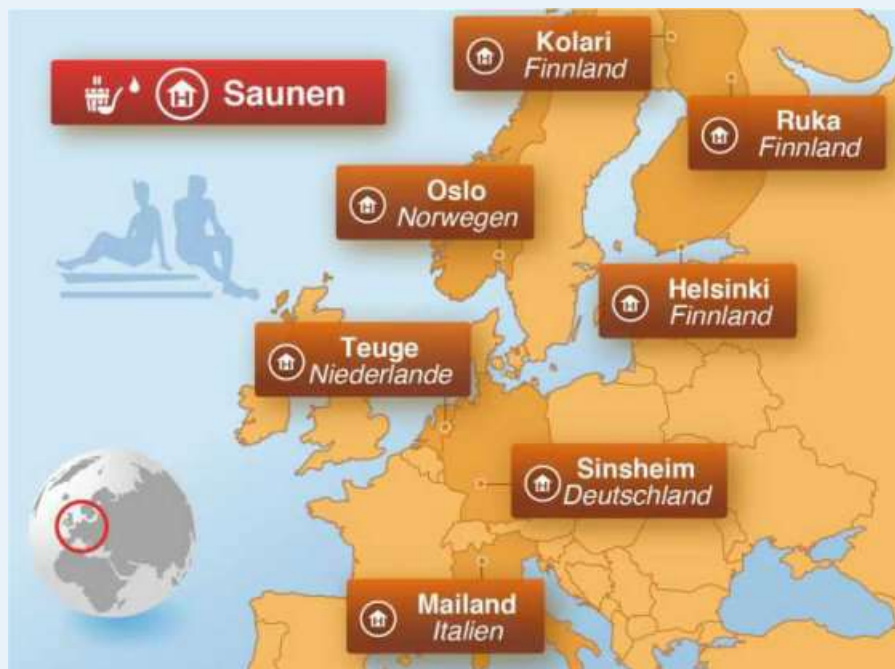 Saunen
Kolari
Finnland
Ruka
Finnland
Oslo
Norwegen
Helsinki
Finnland
Teuge
Niederlande
Sinsheim
Deutschland
Mailand
Italien